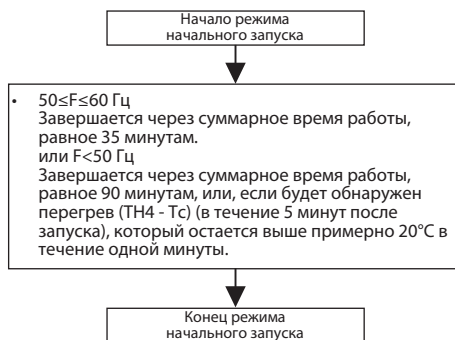 Начало режима
начального запуска
• 50≤F≤60 Гц
Завершается через суммарное время работы,
равное 35 минутам.
или F<50 Гц
Завершается через суммарное время работы,
равное 90 минутам, или, если будет обнаружен
перегрев (TH4 - Tc) (в течение 5 минут после
запуска), который остается выше примерно 20°C в
течение одной минуты.
Конец режима
начального запуска